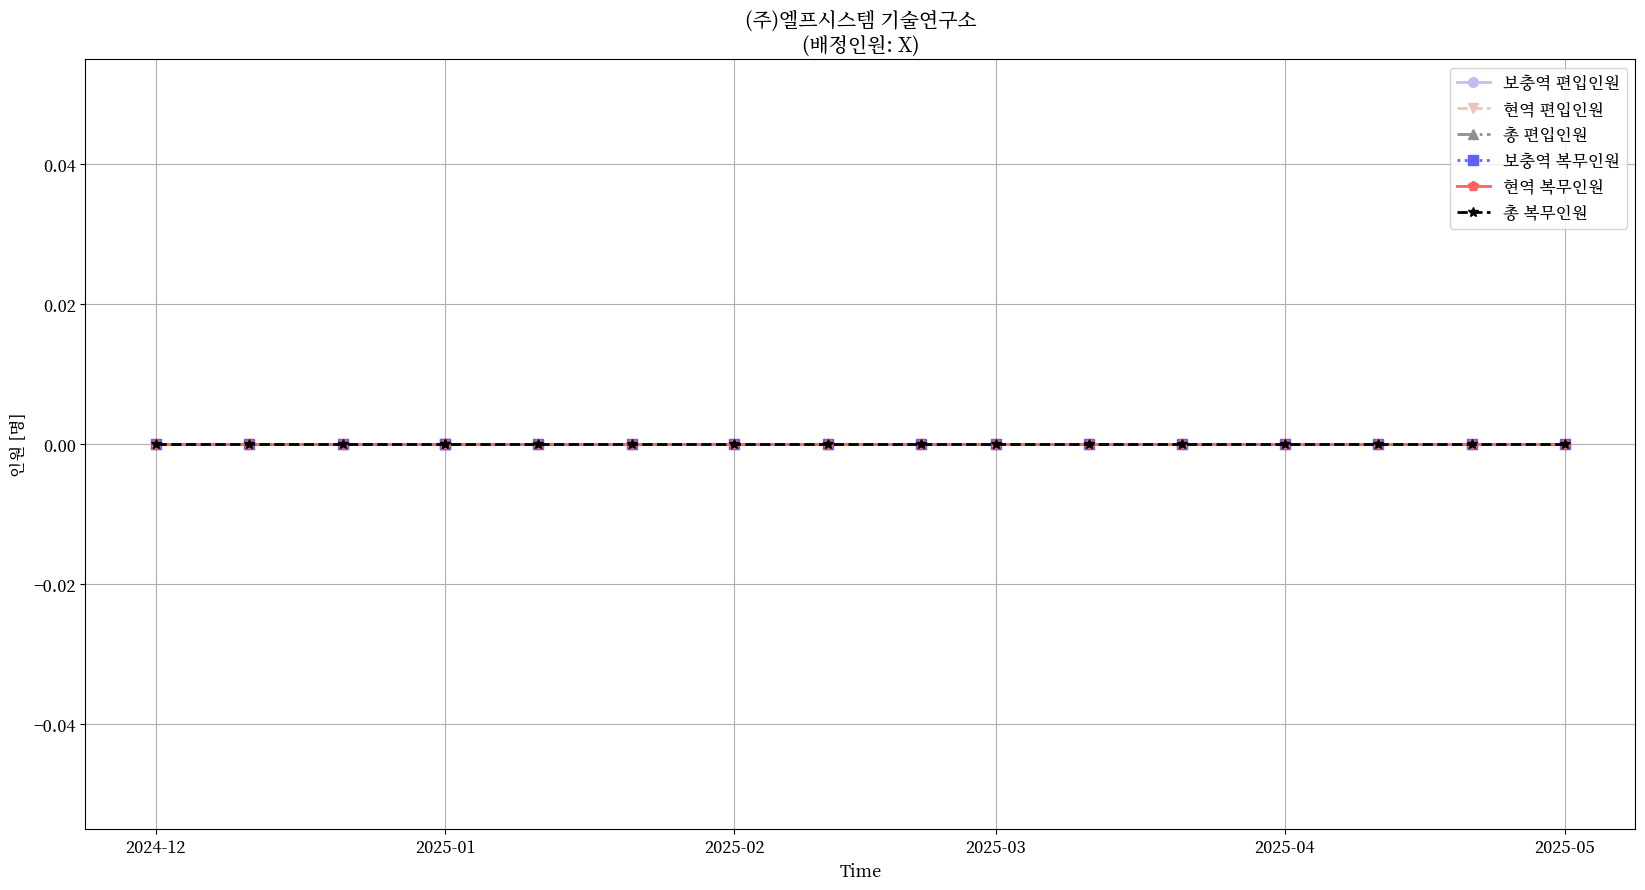 (주)엘프시스템 기술연구소
(배정인원: X)
보충역 편입인원
현역 편입인원
총 편입인원
보충역 복무인원
현역 복무인원
총 복무인원
인원 [명]
0.04
0.02
0.00
−0.02
−0.04
2024-12
2025-01
2025-02
2025-03
2025-04
2025-05
Time